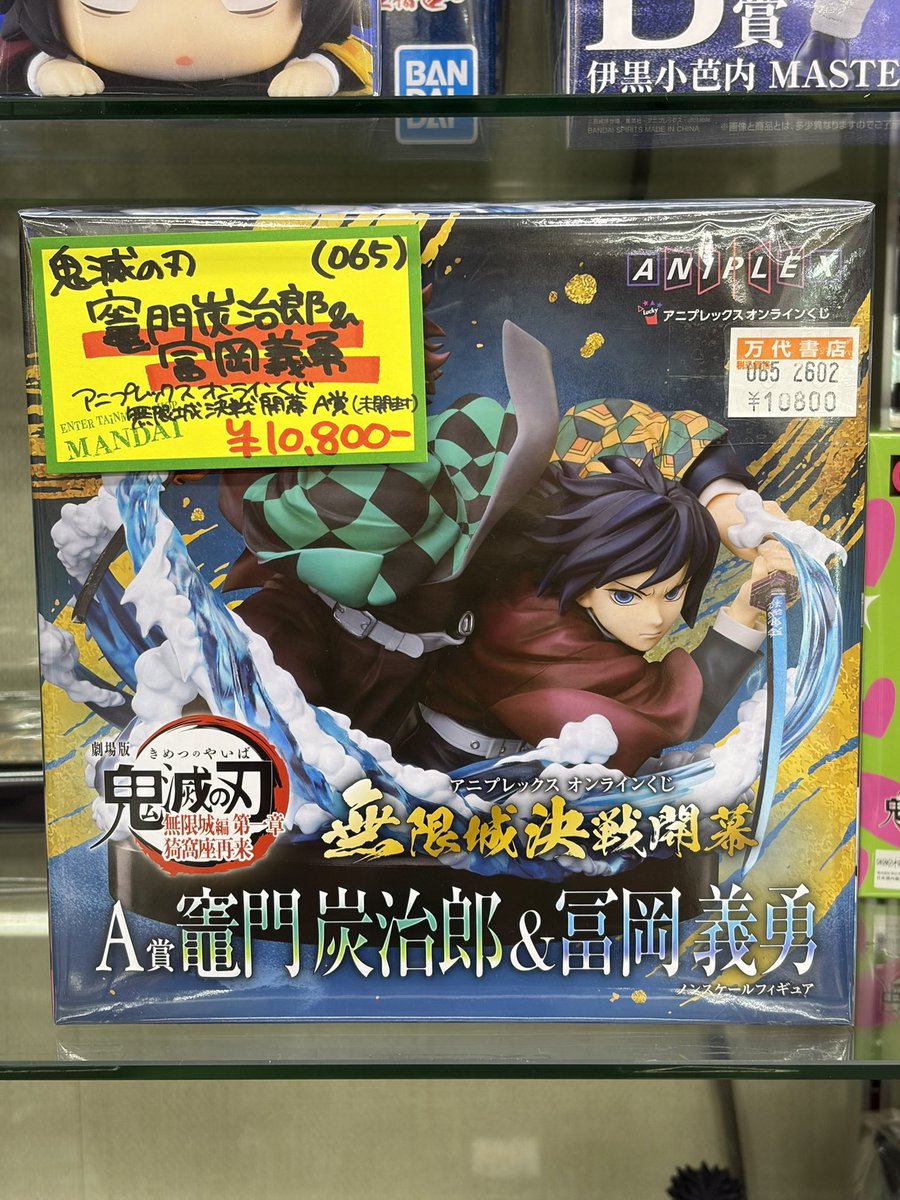 BAN
DAI
賞
伊黒小芭内 MASTE
BANDAI SPIRITS MADE IN CHINA
鬼滅の刃 (065)
竈門炭治郎&
冨岡義勇
アニプレックス オンラインくじ
無限城 決戦 開幕 A賞 (未開封)
MANDAI
¥10,800-
ANIPLEX
Lucky
アニプレックス オンラインくじ
万代書店
065 2602
¥10800
劇場版
きめつのやいば
鬼滅の刃
無限城編 第一章
猗窩座再来
アニプレックス オンラインくじ
無限城決戦開幕
A賞 竈門 炭治郎&冨岡 義勇
ノンスケールフィギュア